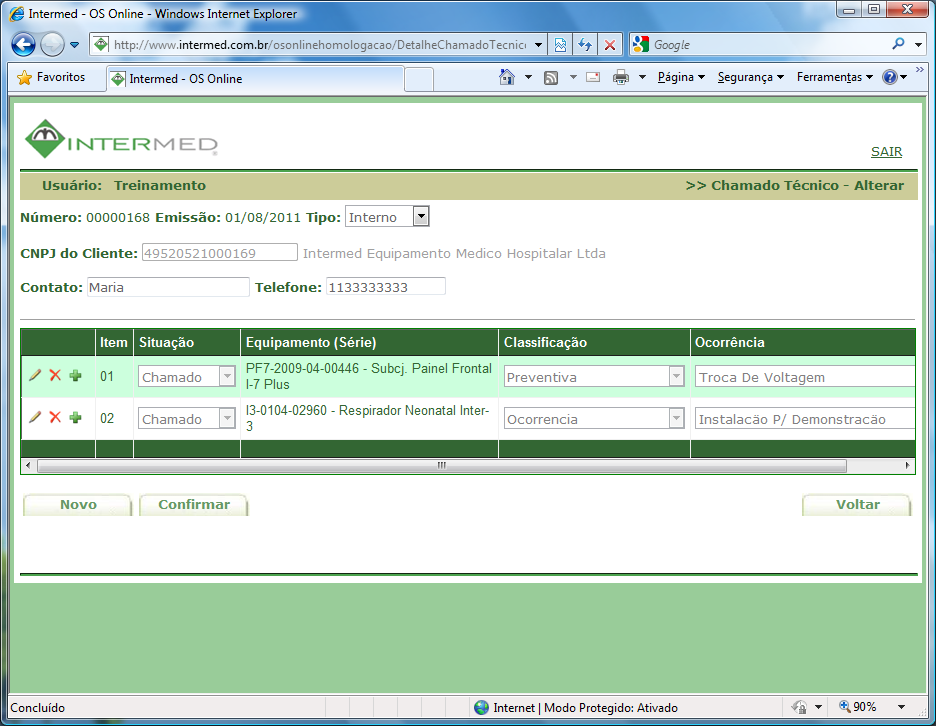 Intermed - OS Online - Windows Internet Explorer
http://www.intermed.com.br/osonlinehomologacao/DetalheChamadoTecnic
Google
Favoritos
Intermed - OS Online
Página
Segurança
Ferramentas
INTERMED
SAIR
Usuário: Treinamento >> Chamado Técnico - Alterar
Número: 00000168 Emissão: 01/08/2011 Tipo: Interno
CNPJ do Cliente: 49520521000169 Intermed Equipamento Medico Hospitalar Ltda
Contato: Maria Telefone: 1133333333
Item Situação Equipamento (Série) Classificação Ocorrência
01 Chamado PF7-2009-04-00446 - Subcj. Painel Frontal Preventiva Troca De Voltagem
I-7 Plus
02 Chamado I3-0104-02960 - Respirador Neonatal Inter- Ocorrencia Instalacäo P/ Demonstracäo
3
Novo Confirmar Voltar
Concluído Internet | Modo Protegido: Ativado 90%